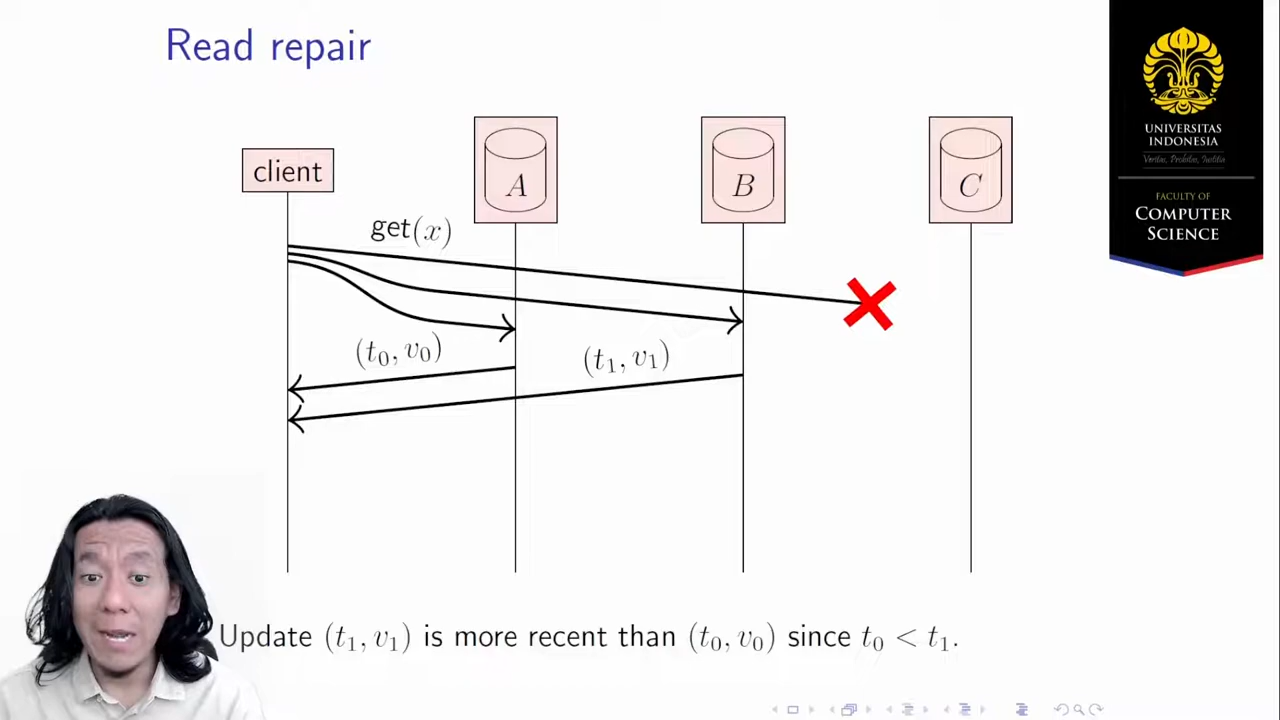 Read repair
UNIVERSITAS
INDONESIA
Veritas, Probitas, Iustitia
FACULTY OF
COMPUTER
SCIENCE
client
A
B
C
get(x)
(t₀, v₀)
(t₁, v₁)
Update (t₁, v₁) is more recent than (t₀, v₀) since t₀ < t₁.